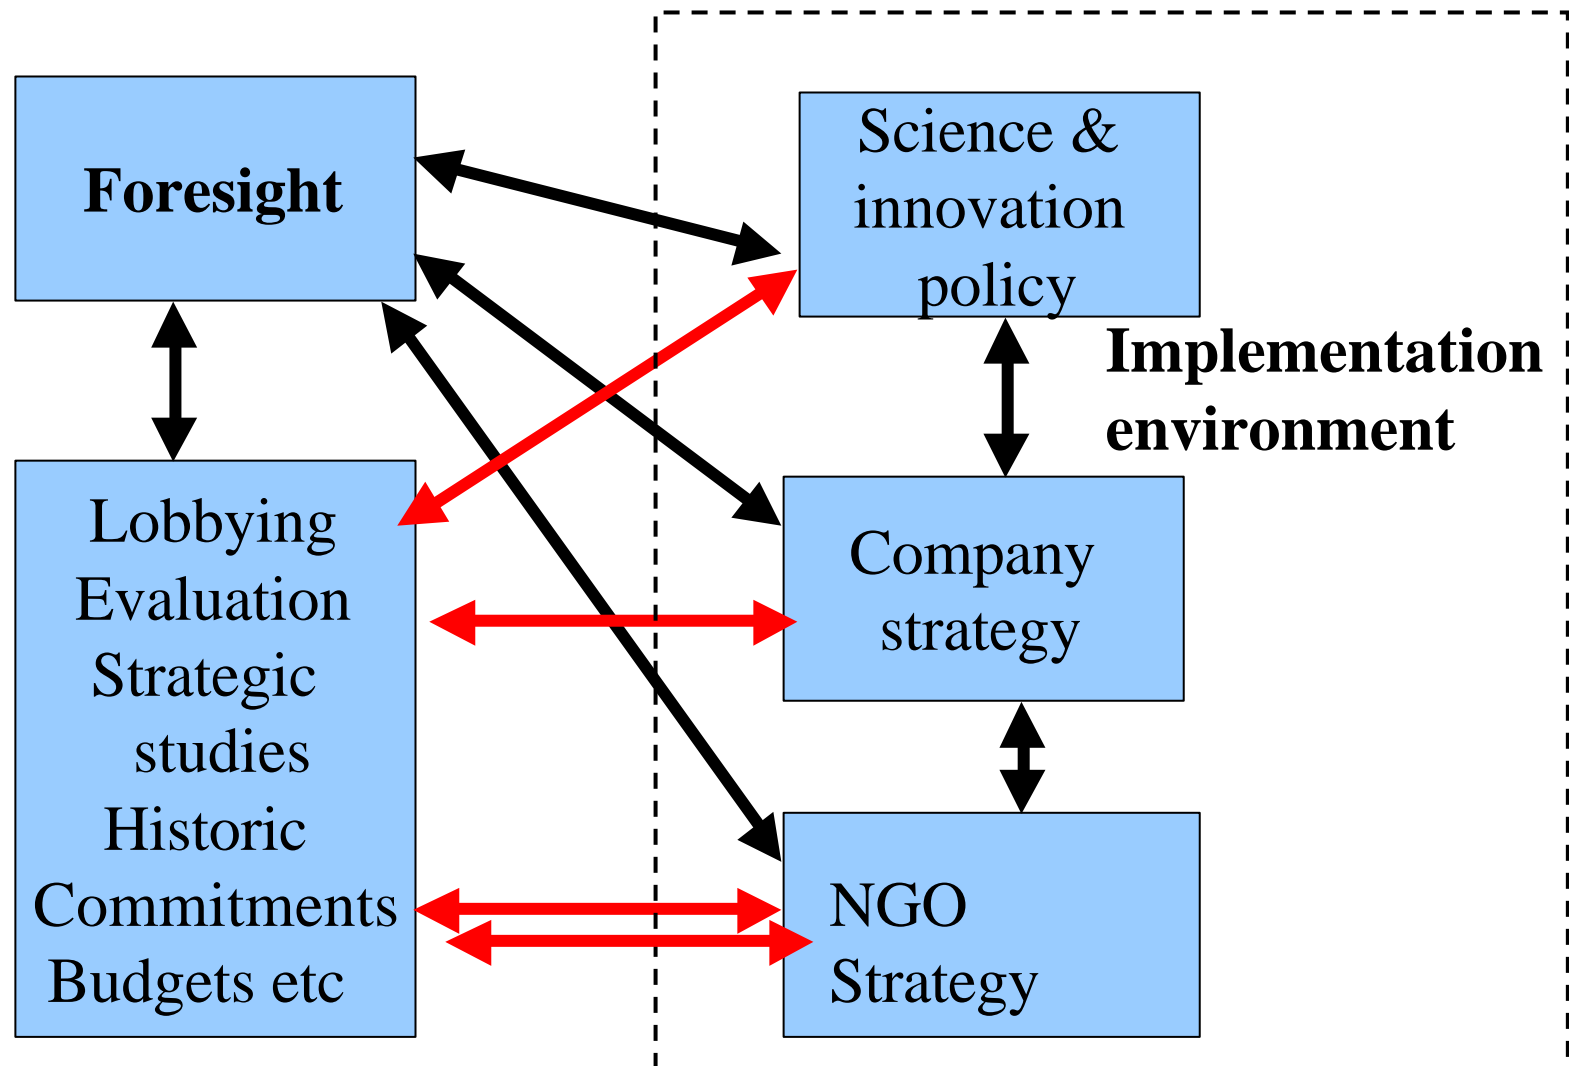 Foresight
Science &
innovation
policy
Implementation
environment
Lobbying
Evaluation
Strategic
studies
Historic
Commitments
Budgets etc
Company
strategy
NGO
Strategy